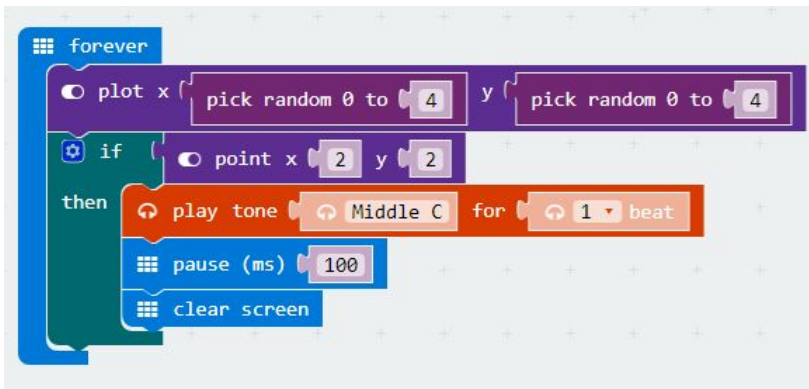 forever
plot x pick random 0 to 4 y pick random 0 to 4
if point x 2 y 2
then play tone Middle C for 1 beat
pause (ms) 100
clear screen